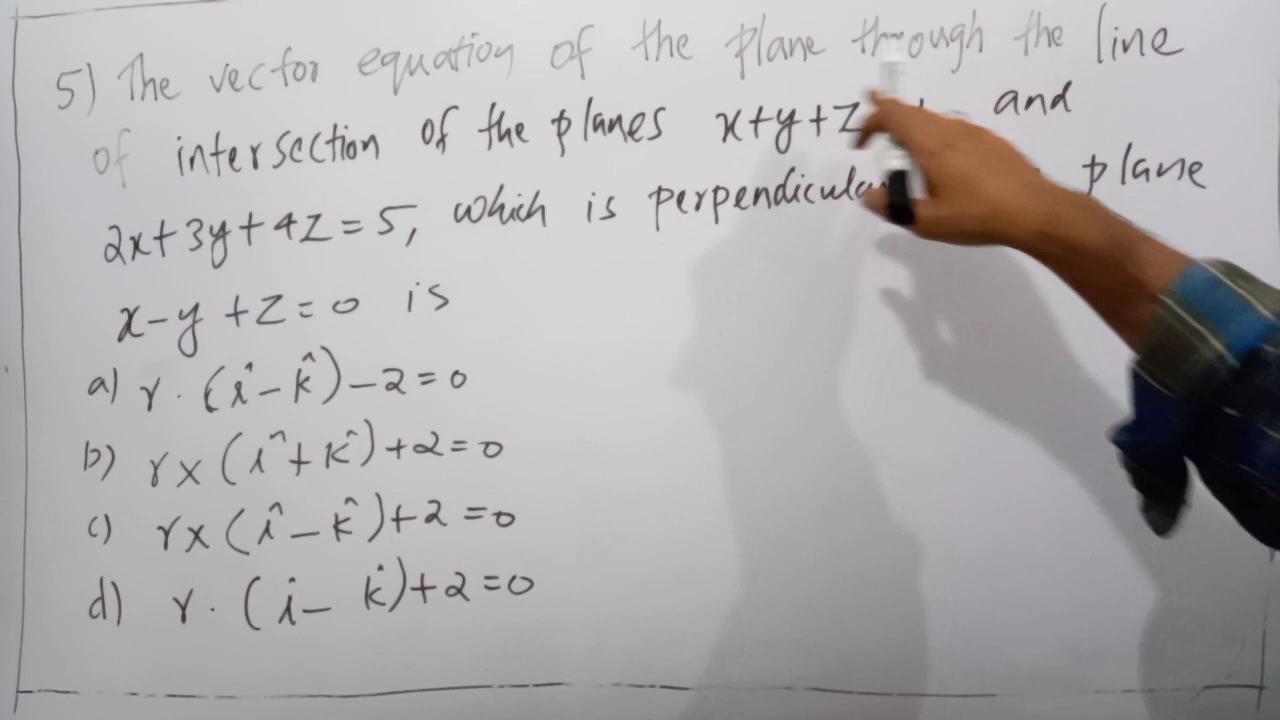 5) The vector equation of the plane through the line
of intersection of the planes x+y+z and
2x+3y+4z=5, which is perpendicular plane
x-y+z=0 is
a) r.(î-k̂)-2=0
b) r×(î+k̂)+2=0
c) r×(î-k̂)+2=0
d) r.(i-k̂)+2=0